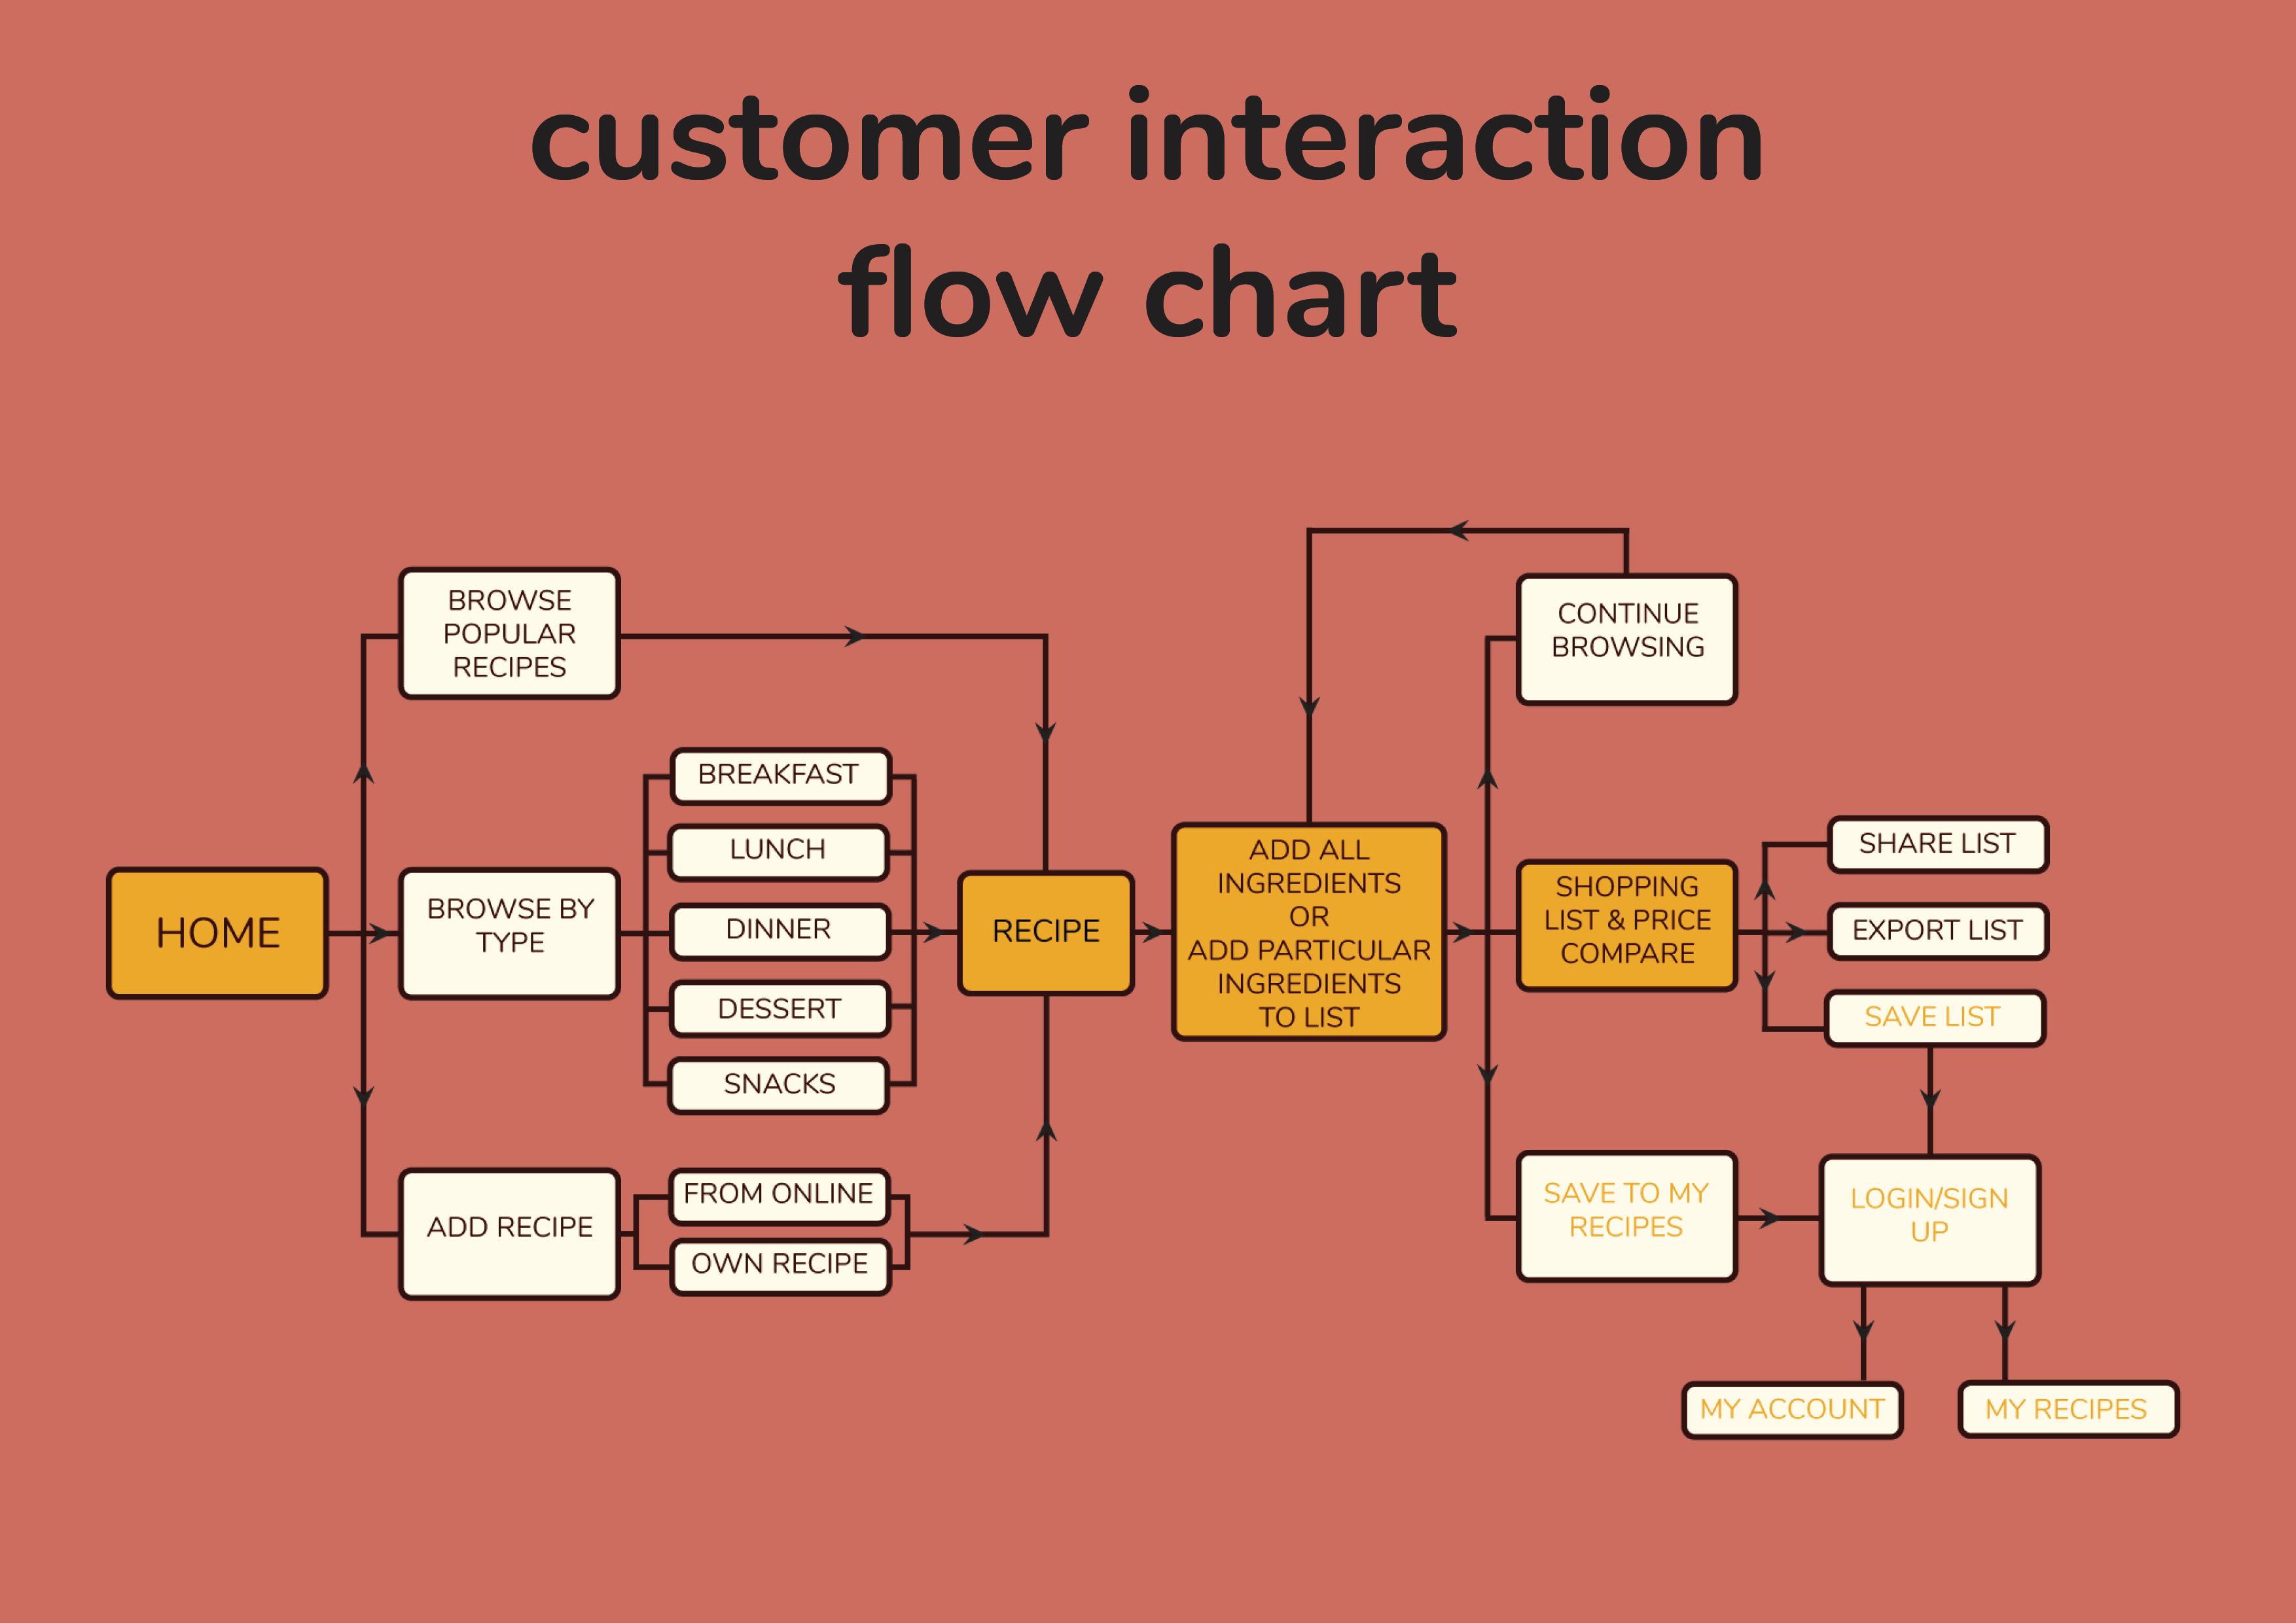 customer interaction
flow chart
HOME
BROWSE
POPULAR
RECIPES
BROWSE BY
TYPE
ADD RECIPE
BREAKFAST
LUNCH
DINNER
DESSERT
SNACKS
FROM ONLINE
OWN RECIPE
RECIPE
ADD ALL
INGREDIENTS
OR
ADD PARTICULAR
INGREDIENTS
TO LIST
CONTINUE
BROWSING
SHOPPING
LIST & PRICE
COMPARE
SAVE TO MY
RECIPES
SHARE LIST
EXPORT LIST
SAVE LIST
LOGIN/SIGN
UP
MY ACCOUNT
MY RECIPES